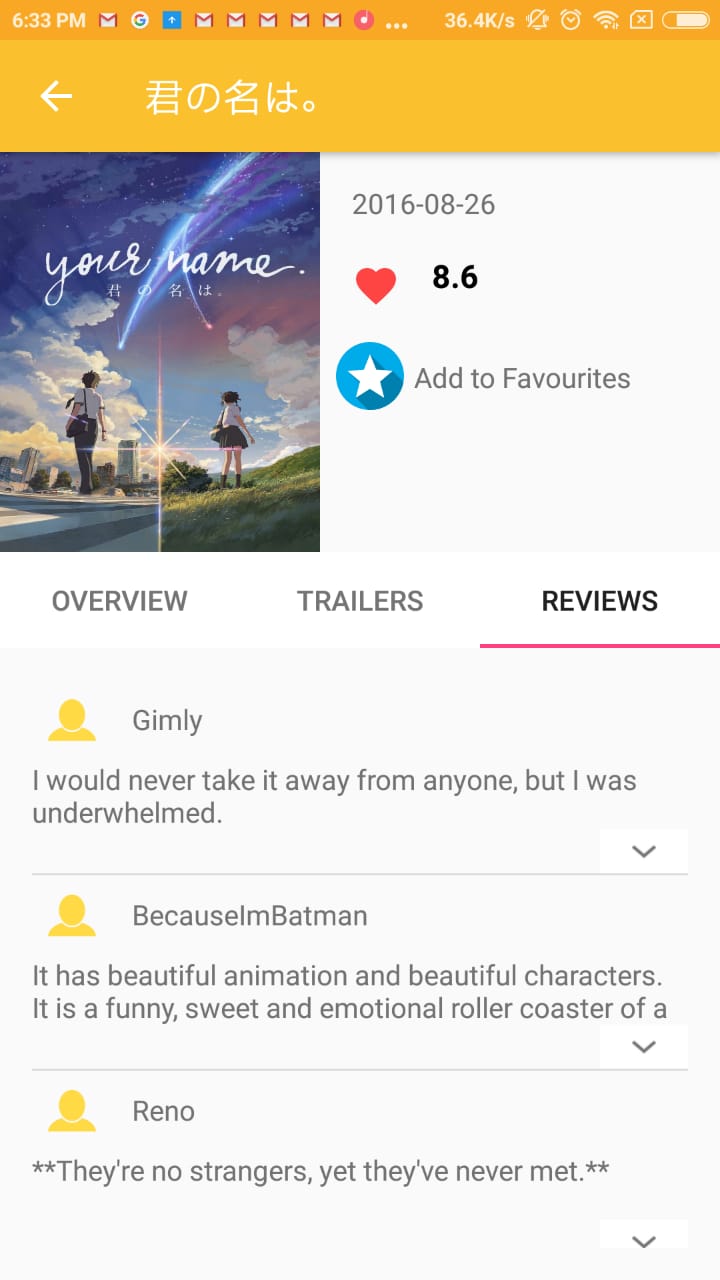 6:33 PM
36.4K/s
君の名は。
your name.
君の名は。
2016-08-26
8.6
Add to Favourites
OVERVIEW
TRAILERS
REVIEWS
Gimly
I would never take it away from anyone, but I was
underwhelmed.
BecauseImBatman
It has beautiful animation and beautiful characters.
It is a funny, sweet and emotional roller coaster of a
Reno
**They're no strangers, yet they've never met.**